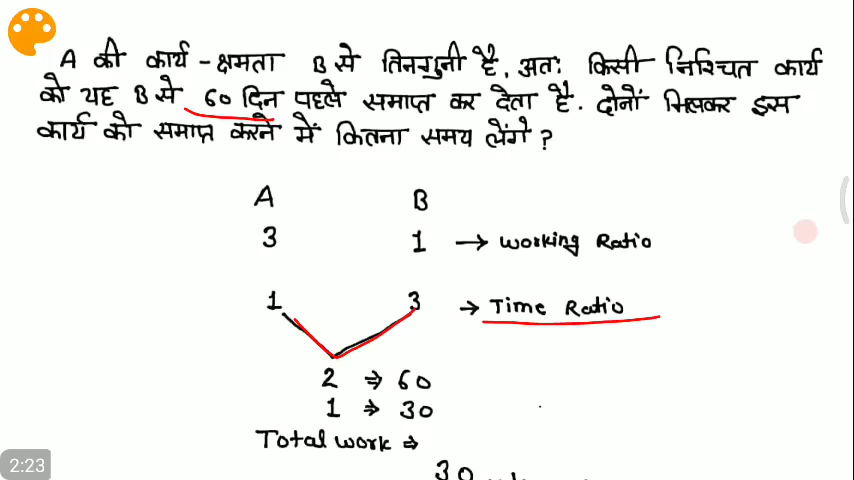 A की कार्य-क्षमता B से तिनगुनी है. अतः किसी निश्चित कार्य
को यह B से 60 दिन पहले समाप्त कर देता है. दोनों मिलकर इस
कार्य को समाप्त करने में कितना समय लेंगे?
A B
3 1 → Working Ratio
1 3 → Time Ratio
2 ⇒ 60
1 ⇒ 30
Total work ⇒
30
2:23